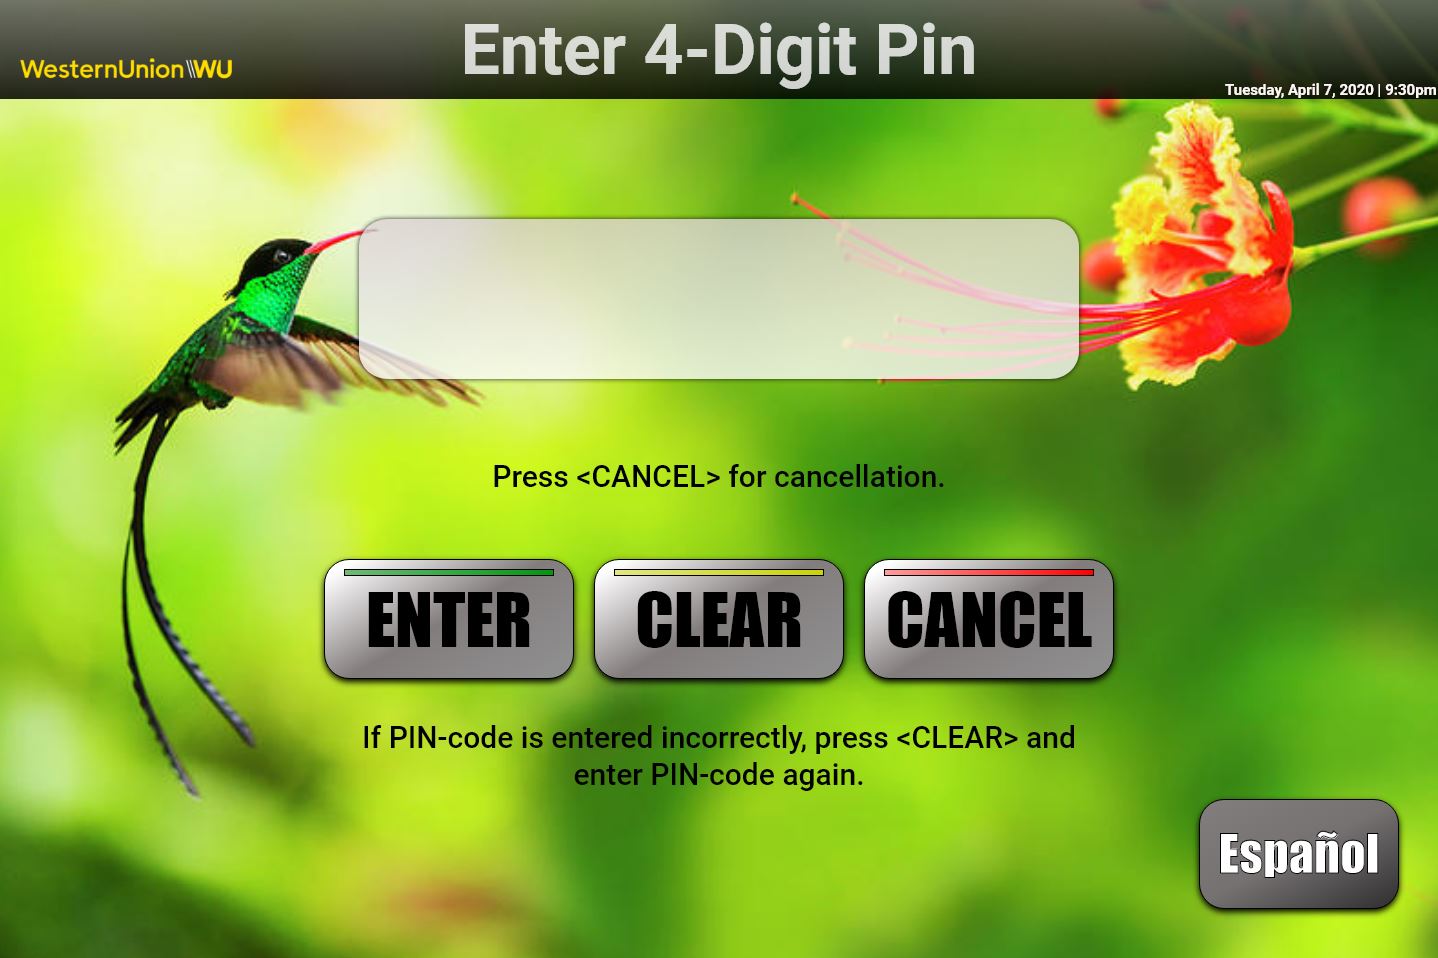 Enter 4-Digit Pin
WesternUnion\\WU
Tuesday, April 7, 2020 | 9:30pm
Press <CANCEL> for cancellation.
ENTER
CLEAR
CANCEL
If PIN-code is entered incorrectly, press <CLEAR> and
enter PIN-code again.
Español